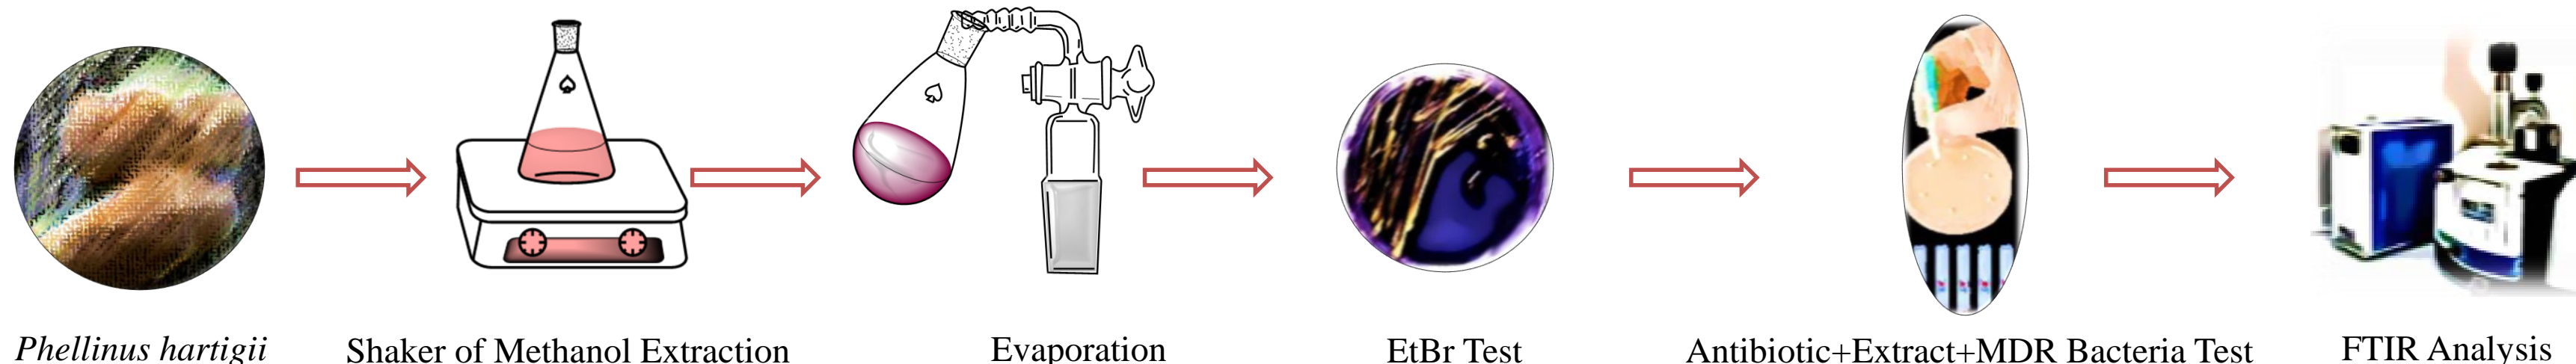 Phellinus hartigii
Shaker of Methanol Extraction
Evaporation
EtBr Test
Antibiotic+Extract+MDR Bacteria Test
FTIR Analysis